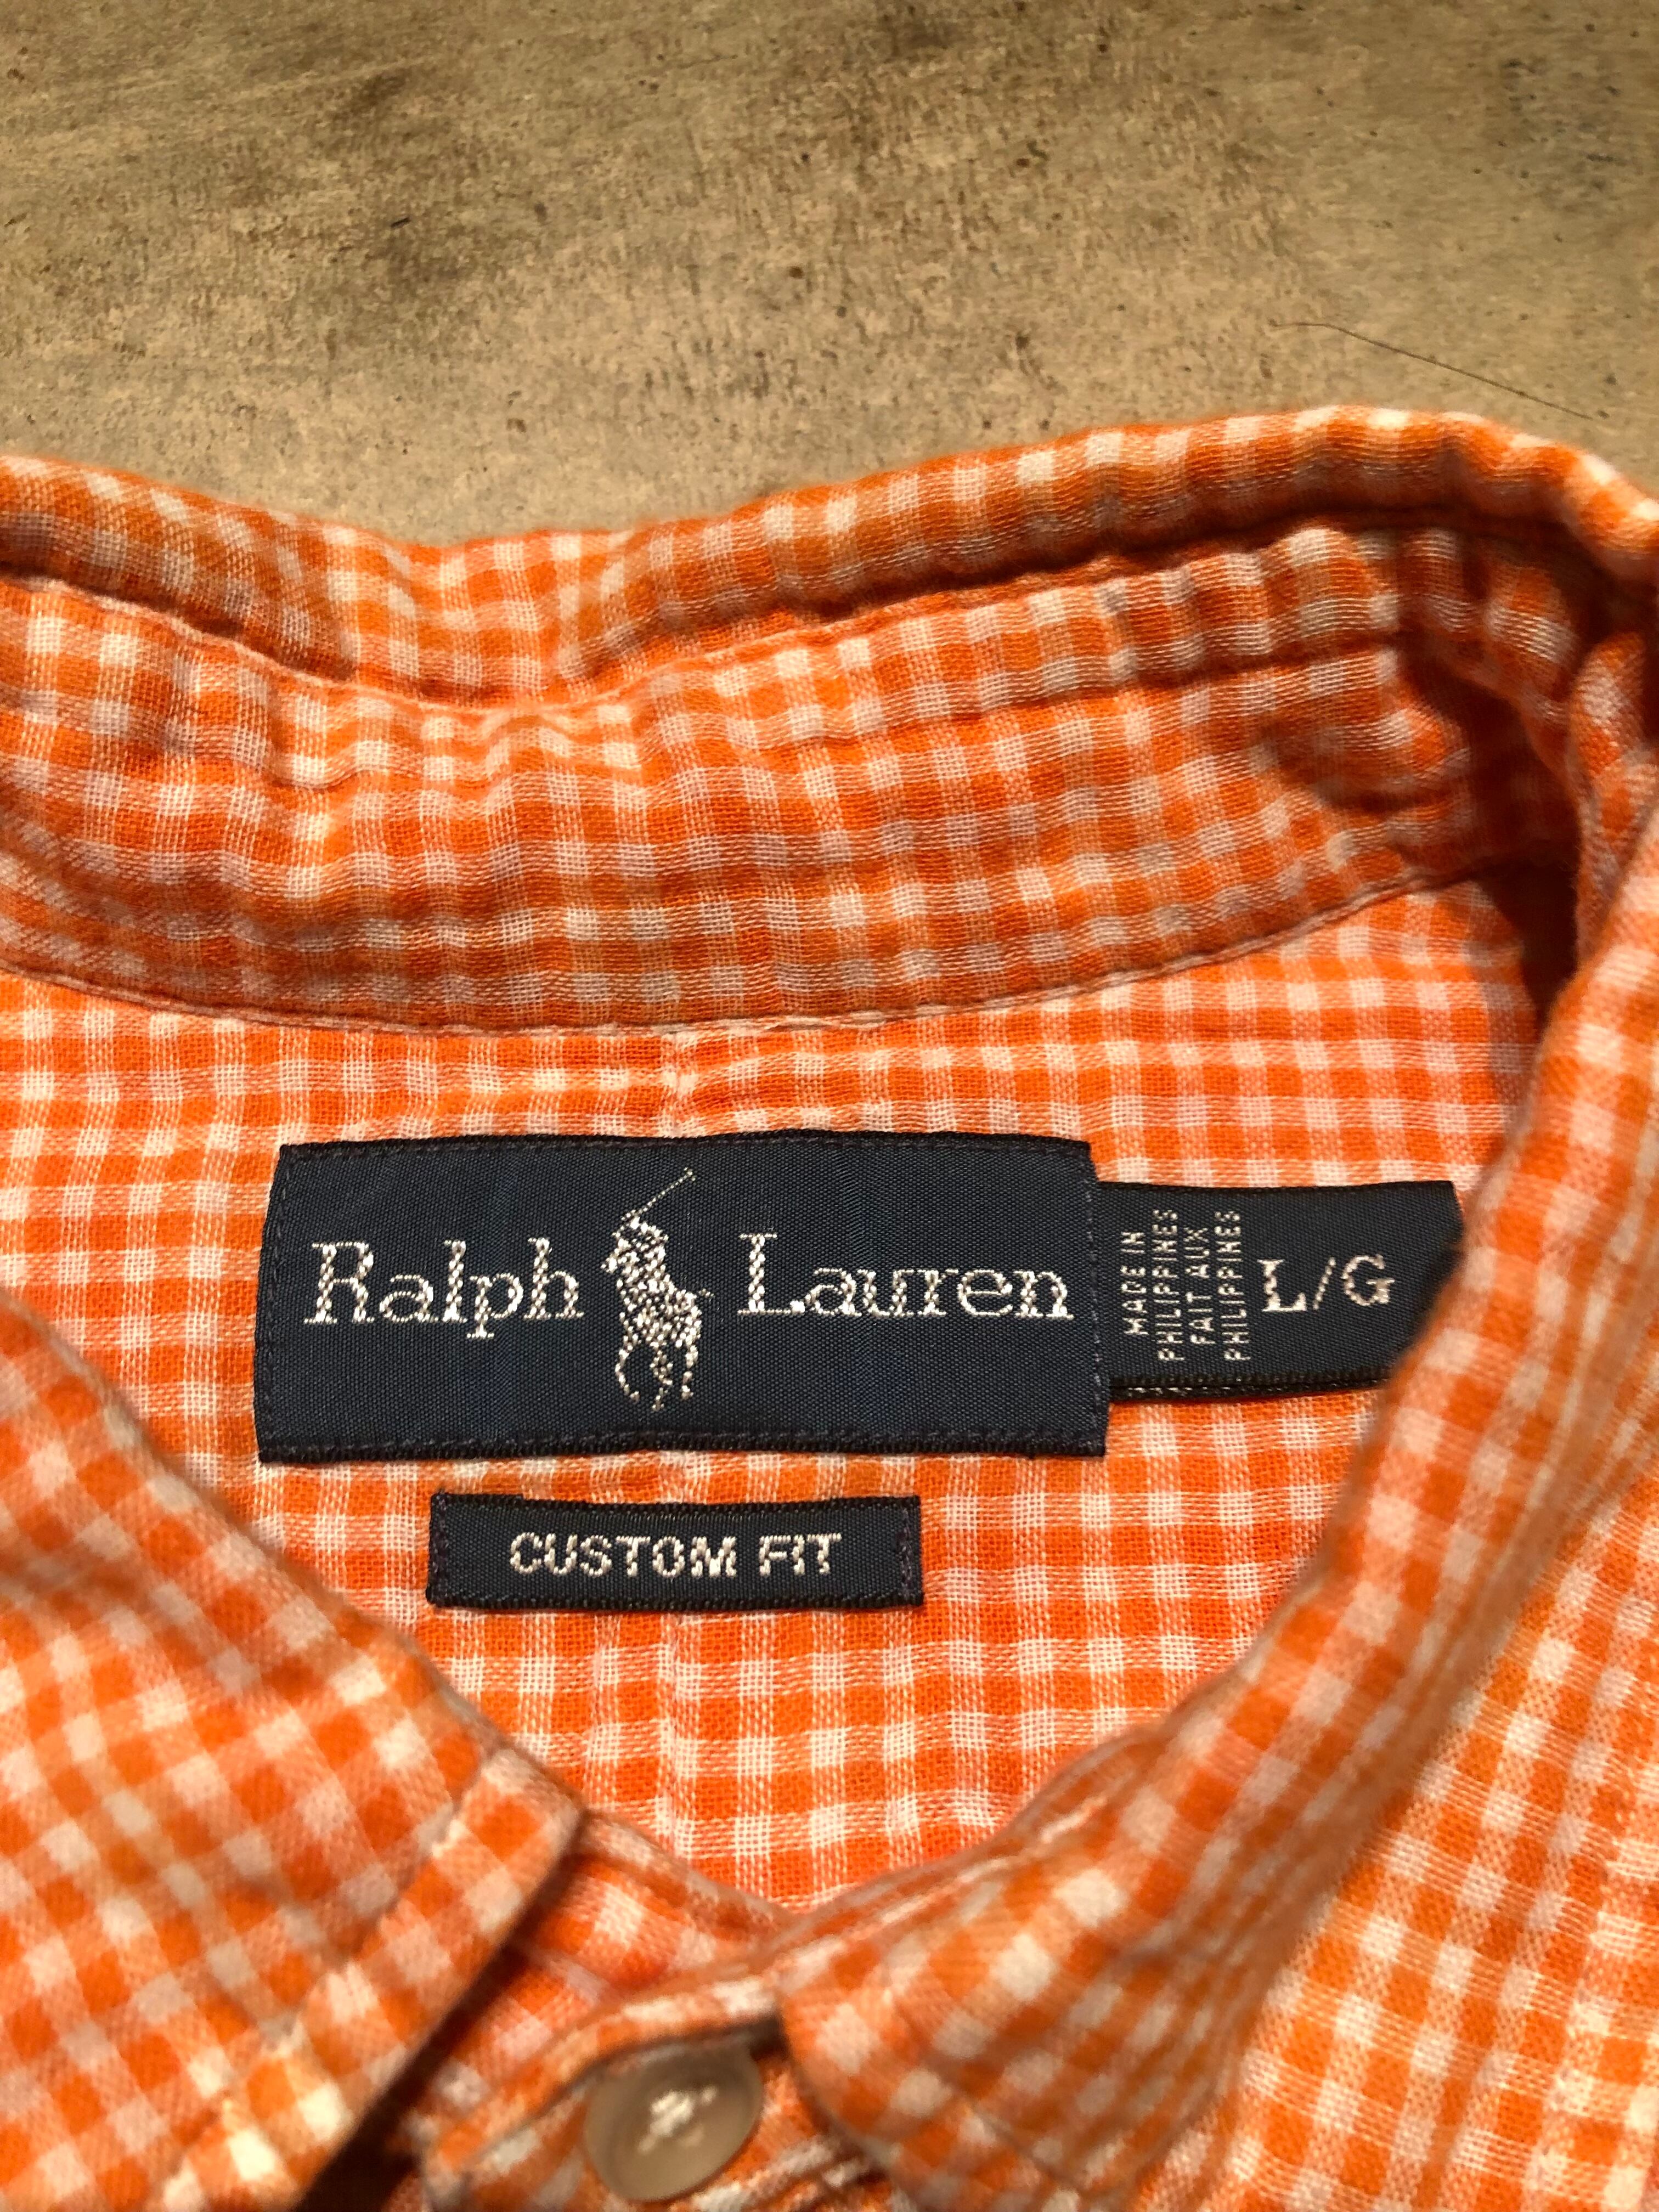 Ralph Lauren
MADE IN
PHILIPPINES
FAIT AUX
PHILIPPINES
L/G
CUSTOM FIT